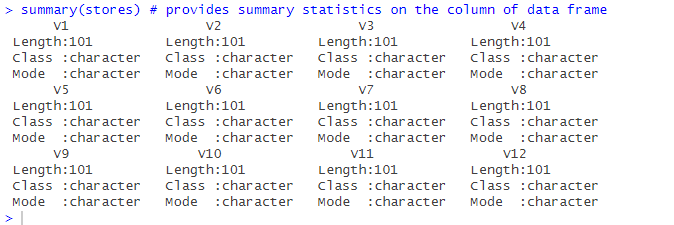 > summary(stores) # provides summary statistics on the column of data frame
V1 V2 V3 V4
Length:101 Length:101 Length:101 Length:101
Class :character Class :character Class :character Class :character
Mode :character Mode :character Mode :character Mode :character
V5 V6 V7 V8
Length:101 Length:101 Length:101 Length:101
Class :character Class :character Class :character Class :character
Mode :character Mode :character Mode :character Mode :character
V9 V10 V11 V12
Length:101 Length:101 Length:101 Length:101
Class :character Class :character Class :character Class :character
Mode :character Mode :character Mode :character Mode :character
>